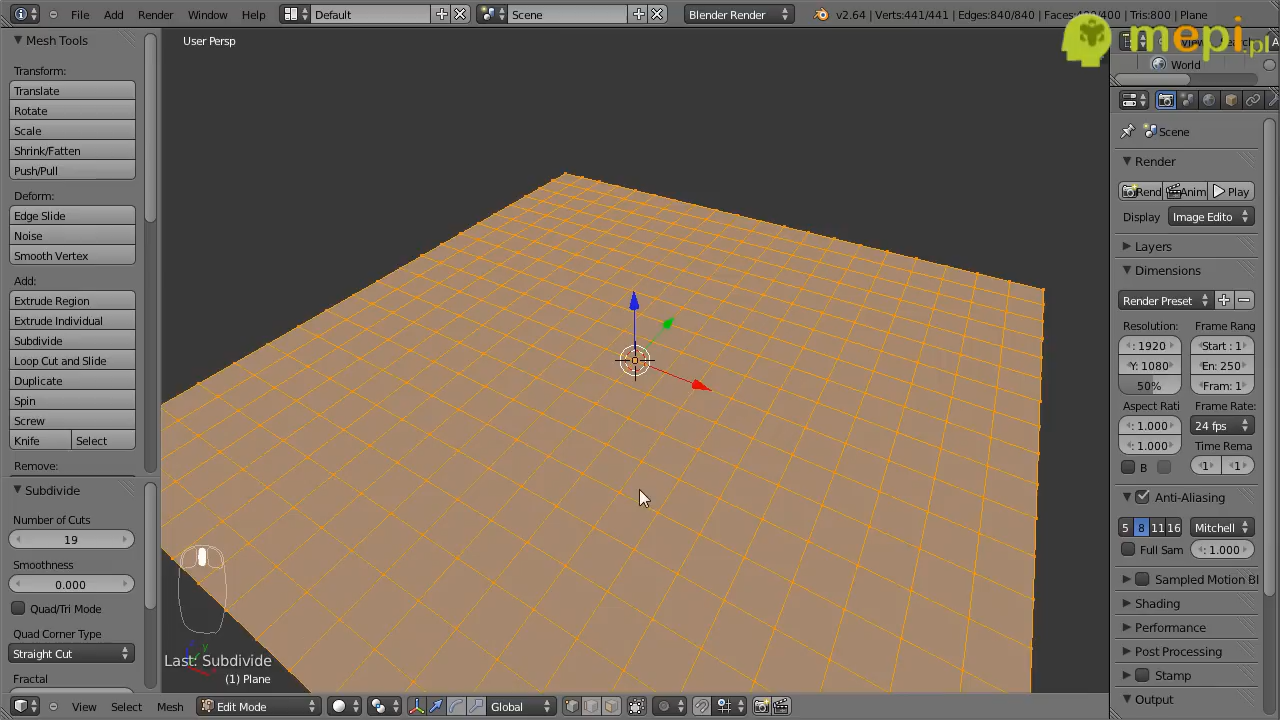 File Add Render Window Help Default Scene Blender Render v2.64 | Verts:441/441 | Edges:840/840 | Faces:400/400 | Tris:800 | Plane
mepi.pl
Mesh Tools
Transform:
Translate
Rotate
Scale
Shrink/Fatten
Push/Pull
Deform:
Edge Slide
Noise
Smooth Vertex
Add:
Extrude Region
Extrude Individual
Subdivide
Loop Cut and Slide
Duplicate
Spin
Screw
Knife Select
Remove:
Subdivide
Number of Cuts
19
Smoothness
0.000
Quad/Tri Mode
Quad Corner Type
Straight Cut
Fractal
User Persp
Last: Subdivide
(1) Plane
View Select Mesh Edit Mode Global
World
Scene
Render
Rend Anim Play
Display Image Edito
Layers
Dimensions
Render Preset
Resolution: Frame Rang
: 1920 Start : 1
Y: 1080 En: 250
50% Fram: 1
Aspect Rati Frame Rate:
: 1.000 24 fps
: 1.000 Time Rema
B 1 1
Anti-Aliasing
5 8 11 16 Mitchell
Full Sam : 1.000
Sampled Motion Bl
Shading
Performance
Post Processing
Stamp
Output